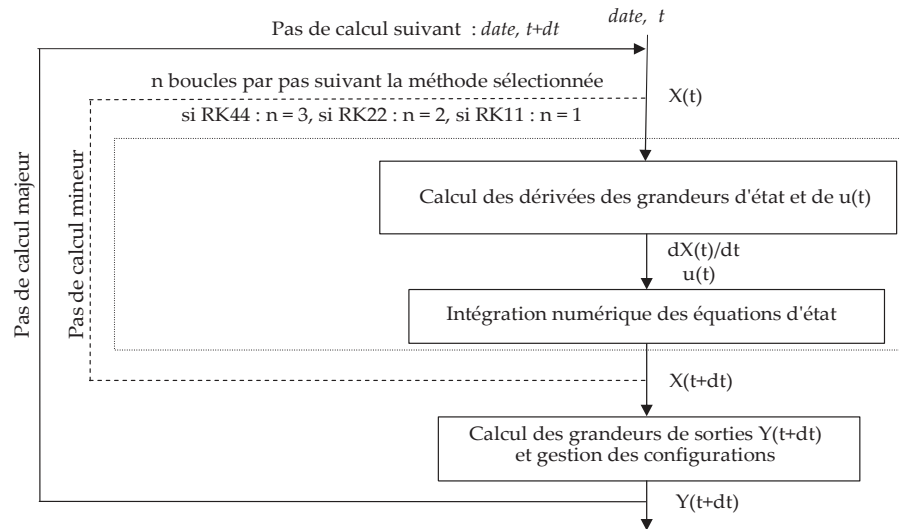 date, t
Pas de calcul suivant : date, t+dt
n boucles par pas suivant la méthode sélectionnée
X(t)
si RK44 : n = 3, si RK22 : n = 2, si RK11 : n = 1
Pas de calcul majeur
Pas de calcul mineur
Calcul des dérivées des grandeurs d'état et de u(t)
dX(t)/dt
u(t)
Intégration numérique des équations d'état
X(t+dt)
Calcul des grandeurs de sorties Y(t+dt)
et gestion des configurations
Y(t+dt)